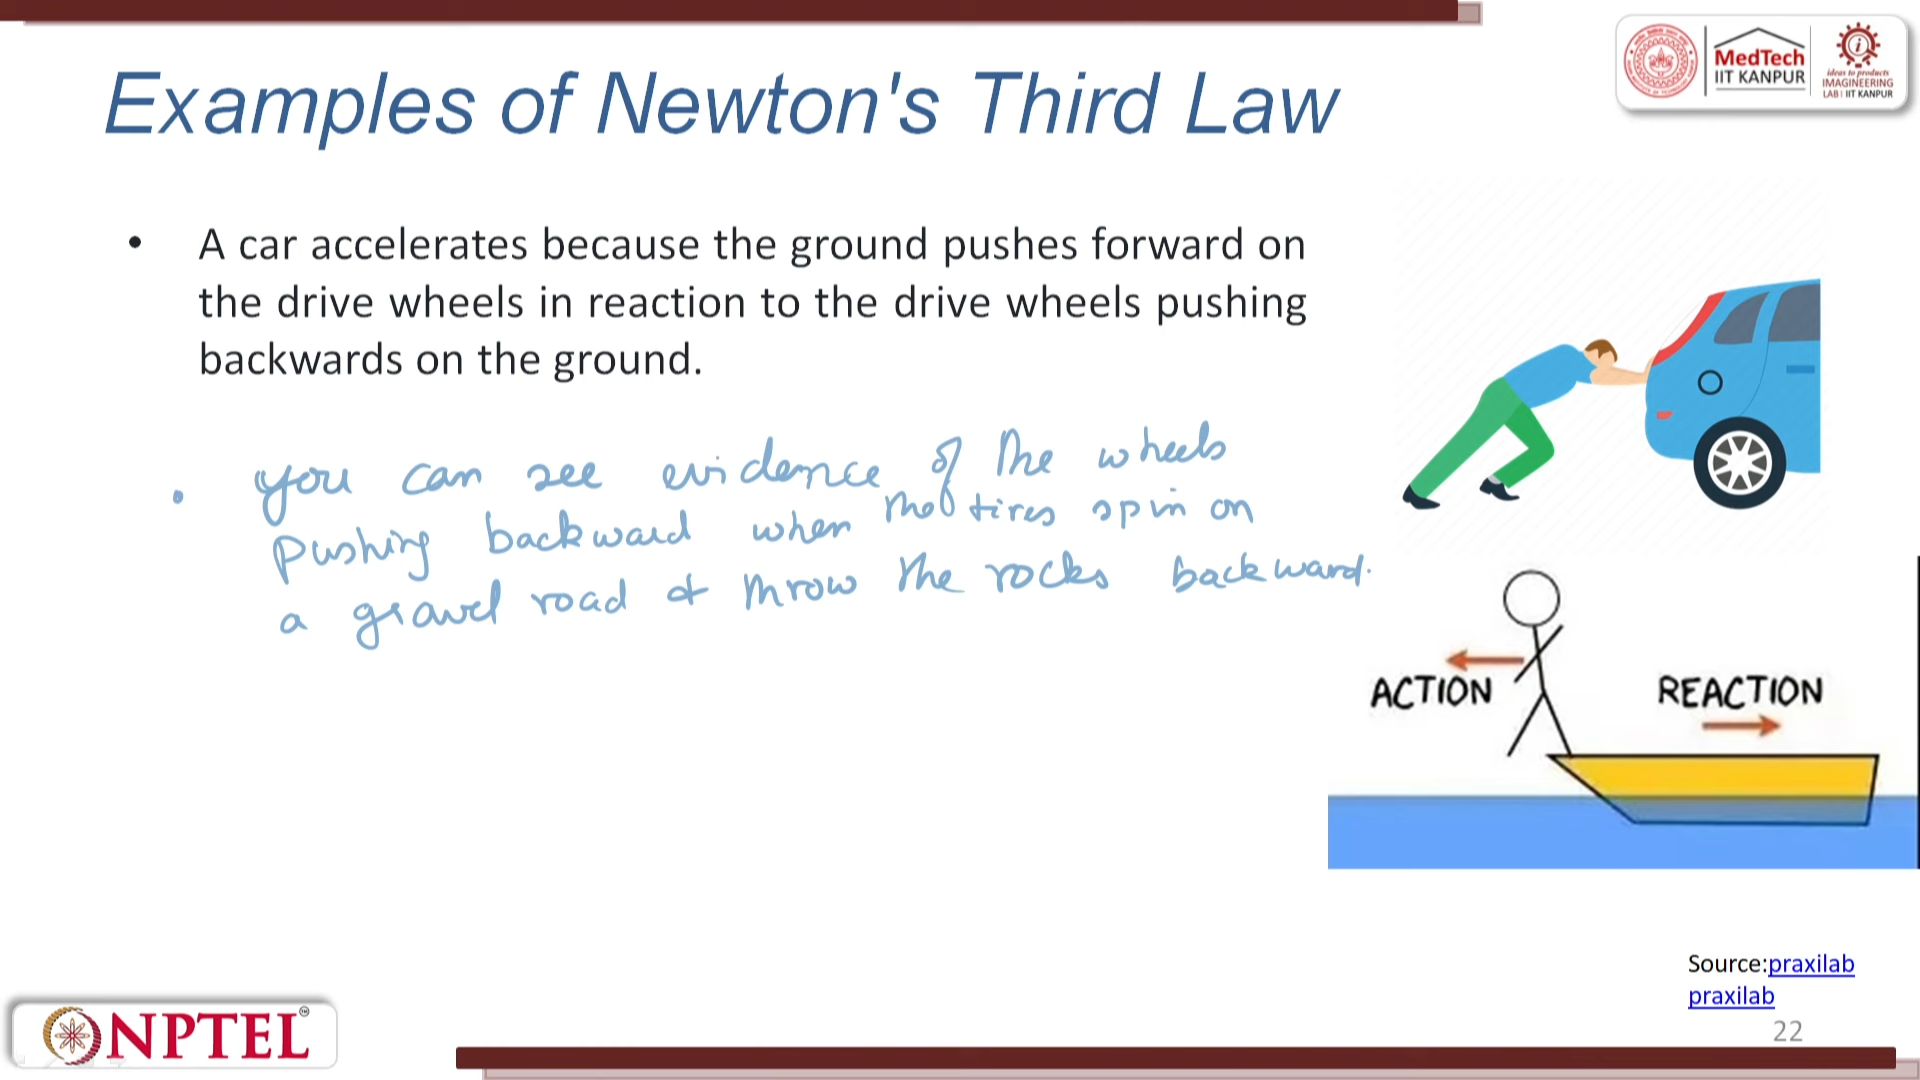 Examples of Newton's Third Law
MedTech
IIT KANPUR
ideas to products
IMAGINEERING
LAB | IIT KANPUR
• A car accelerates because the ground pushes forward on
the drive wheels in reaction to the drive wheels pushing
backwards on the ground.
• you can see evidence of the wheels
pushing backward when the tires spin on
a gravel road & throw the rocks backward.
ACTION
REACTION
Source:praxilab
praxilab
22
NPTEL